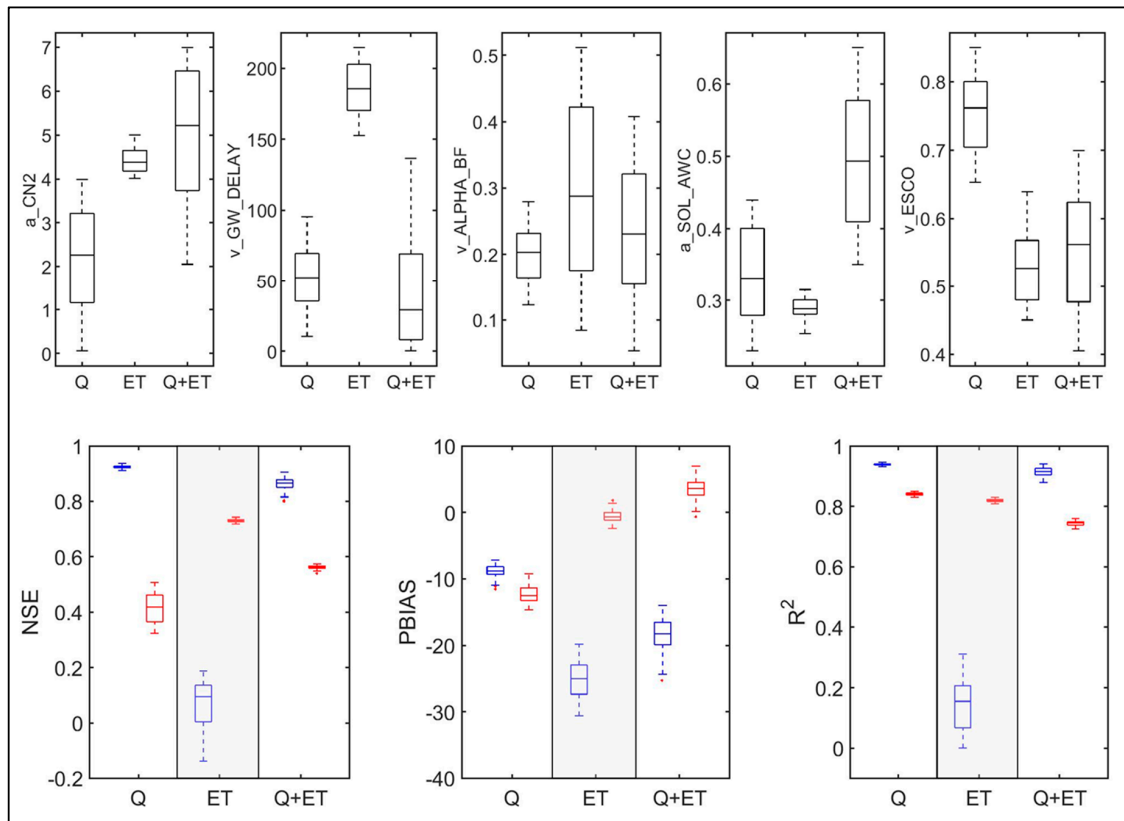 a_CN2
7
6
5
4
3
2
1
0
Q
ET
Q+ET
v_GW_DELAY
200
150
100
50
0
Q
ET
Q+ET
v_ALPHA_BF
0.5
0.4
0.3
0.2
0.1
Q
ET
Q+ET
a_SOL_AWC
0.6
0.5
0.4
0.3
Q
ET
Q+ET
v_ESCO
0.8
0.7
0.6
0.5
0.4
Q
ET
Q+ET
NSE
1
0.8
0.6
0.4
0.2
0
-0.2
Q
ET
Q+ET
PBIAS
10
0
-10
-20
-30
-40
Q
ET
Q+ET
R2
1
0.8
0.6
0.4
0.2
0
Q
ET
Q+ET